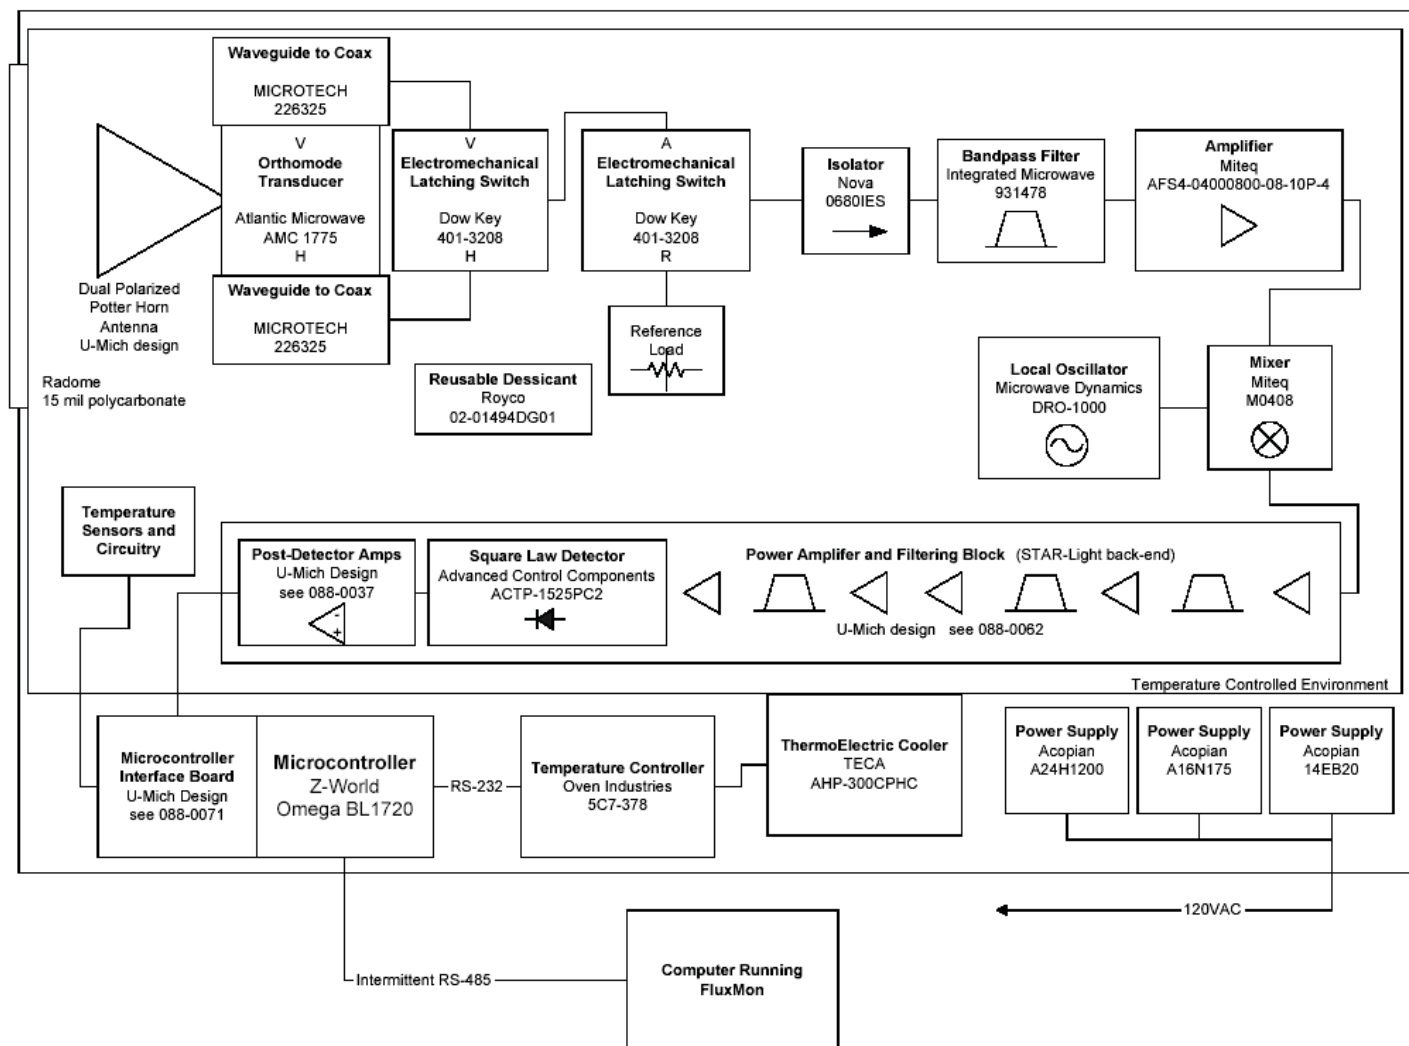 Waveguide to Coax
MICROTECH
226325
V
Orthomode
Transducer
Atlantic Microwave
AMC 1775
H
Waveguide to Coax
MICROTECH
226325
Dual Polarized
Potter Horn
Antenna
U-Mich design
Radome
15 mil polycarbonate
V
Electromechanical
Latching Switch
Dow Key
401-3208
H
A
Electromechanical
Latching Switch
Dow Key
401-3208
R
Reference
Load
Reusable Dessicant
Royco
02-01494DG01
Isolator
Nova
0680IES
Bandpass Filter
Integrated Microwave
931478
Amplifier
Miteq
AFS4-04000800-08-10P-4
Local Oscillator
Microwave Dynamics
DRO-1000
Mixer
Miteq
M0408
Temperature
Sensors and
Circuitry
Post-Detector Amps
U-Mich Design
see 088-0037
-
+
Square Law Detector
Advanced Control Components
ACTP-1525PC2
Power Amplifer and Filtering Block (STAR-Light back-end)
U-Mich design see 088-0062
Temperature Controlled Environment
Microcontroller
Interface Board
U-Mich Design
see 088-0071
Microcontroller
Z-World
Omega BL1720
RS-232
Temperature Controller
Oven Industries
5C7-378
ThermoElectric Cooler
TECA
AHP-300CPHC
Power Supply
Acopian
A24H1200
Power Supply
Acopian
A16N175
Power Supply
Acopian
14EB20
120VAC
Intermittent RS-485
Computer Running
FluxMon